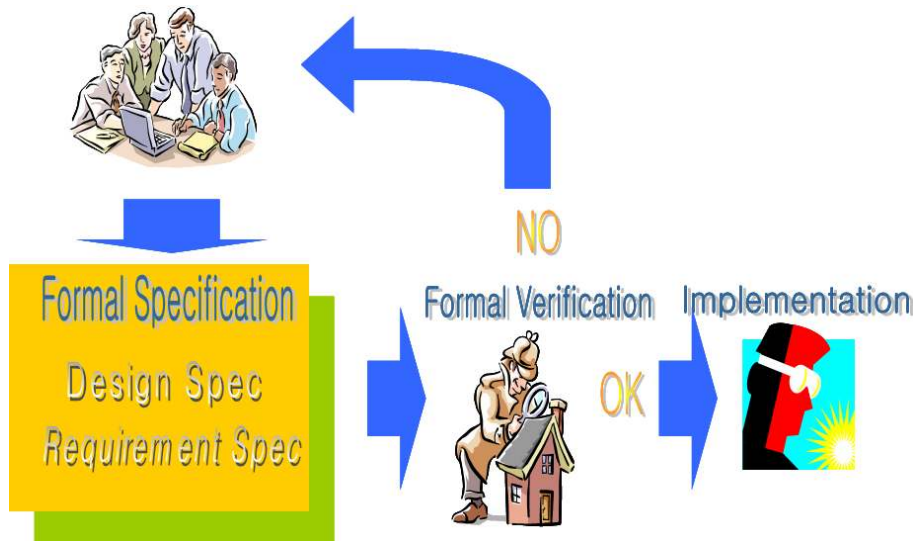 NO
Formal Specification
Design Spec
Requirement Spec
Formal Verification
OK
Implementation